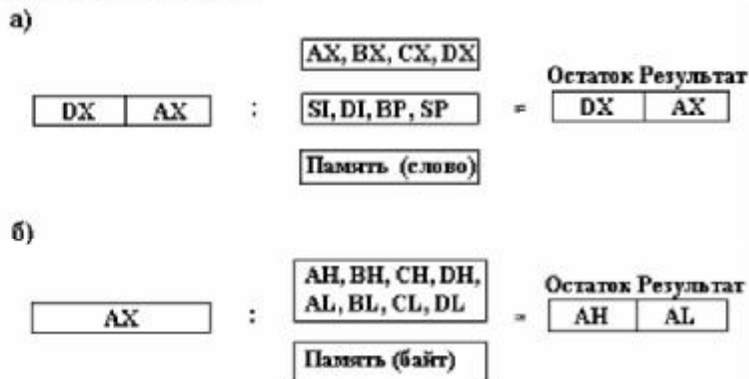 а)
AX, BX, CX, DX
Остаток Результат
DX AX : SI, DI, BP, SP = DX AX
Память (слово)
б)
AH, BH, CH, DH,
AL, BL, CL, DL
Остаток Результат
AX : = AH AL
Память (байт)